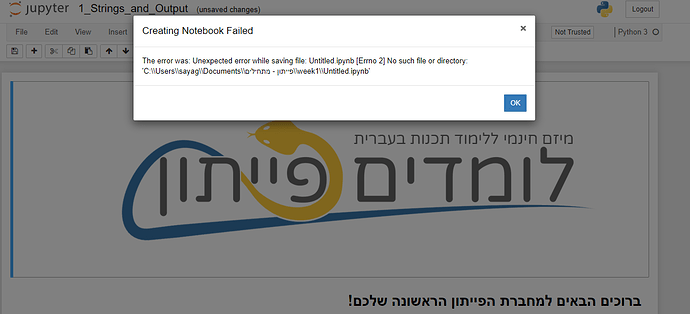 jupyter 1_Strings_and_Output (unsaved changes)
Logout
File Edit View Insert
Not Trusted
Python 3
Creating Notebook Failed
×
The error was: Unexpected error while saving file: Untitled.ipynb [Errno 2] No such file or directory:
'C:\\Users\\sayag\\Documents\\פייתון - מתחילים\\week1\\Untitled.ipynb'
OK
מיזם חינמי ללימוד תכנות בעברית
לומדים פייתון
ברוכים הבאים למחברת הפייתון הראשונה שלכם!